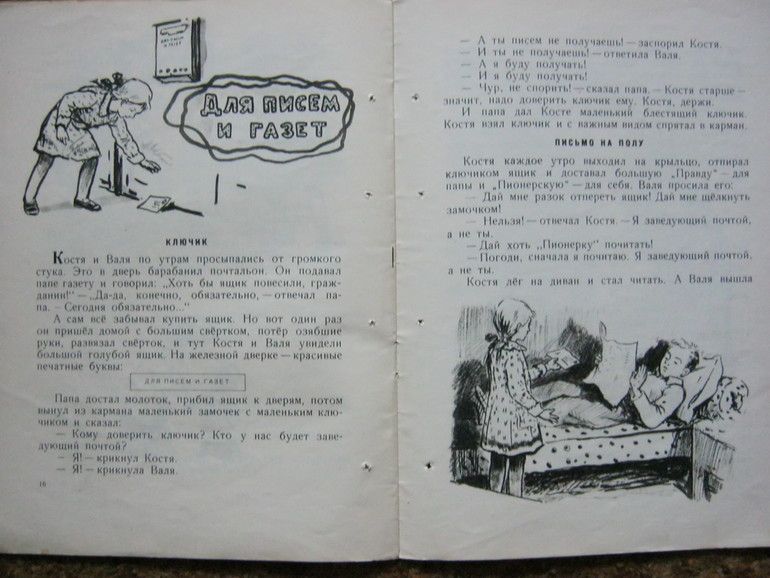 ДЛЯ ПИСЕМ
И ГАЗЕТ
ДЛЯ ПИСЕМ
И ГАЗЕТ
КЛЮЧИК
Костя и Валя по утрам просыпались от громкого
стука. Это в дверь барабанил почтальон. Он подавал
папе газету и говорил: „Хоть бы ящик повесили, граж-
данин!" — „Да-да, конечно, обязательно, — отвечал па-
па. — Сегодня обязательно..."
А сам всё забывал купить ящик. Но вот один раз
он пришёл домой с большим свёртком, потёр озябшие
руки, развязал свёрток, и тут Костя и Валя увидели
большой голубой ящик. На железной дверке — красивые
печатные буквы:
ДЛЯ ПИСЕМ И ГАЗЕТ
Папа достал молоток, прибил ящик к дверям, потом
вынул из кармана маленький замочек с маленьким клю-
чиком и сказал:
— Кому доверить ключик? Кто у нас будет заве-
дующий почтой?
— Я! — крикнул Костя.
— Я! — крикнула Валя.
16
— А ты писем не получаешь! — заспорил Костя.
— И ты не получаешь! — ответила Валя.
— А я буду получать!
— И я буду получать!
— Чур, не спорить! — сказал папа. — Костя старше —
значит, надо доверить ключик ему. Костя, держи.
И папа дал Косте маленький блестящий ключик.
Костя взял ключик и с важным видом спрятал в карман.
ПИСЬМО НА ПОЛУ
Костя каждое утро выходил на крыльцо, отпирал
ключиком ящик и доставал большую „Правду" — для
папы и „Пионерскую" — для себя. Валя просила его:
— Дай мне разок отпереть ящик! Дай мне щёлкнуть
замочком!
— Нельзя! — отвечал Костя. — Я заведующий почтой,
а не ты.
— Дай хоть „Пионерку" почитать!
— Погоди, сначала я почитаю. Я заведующий почтой,
а не ты.
Костя лёг на диван и стал читать. А Валя вышла